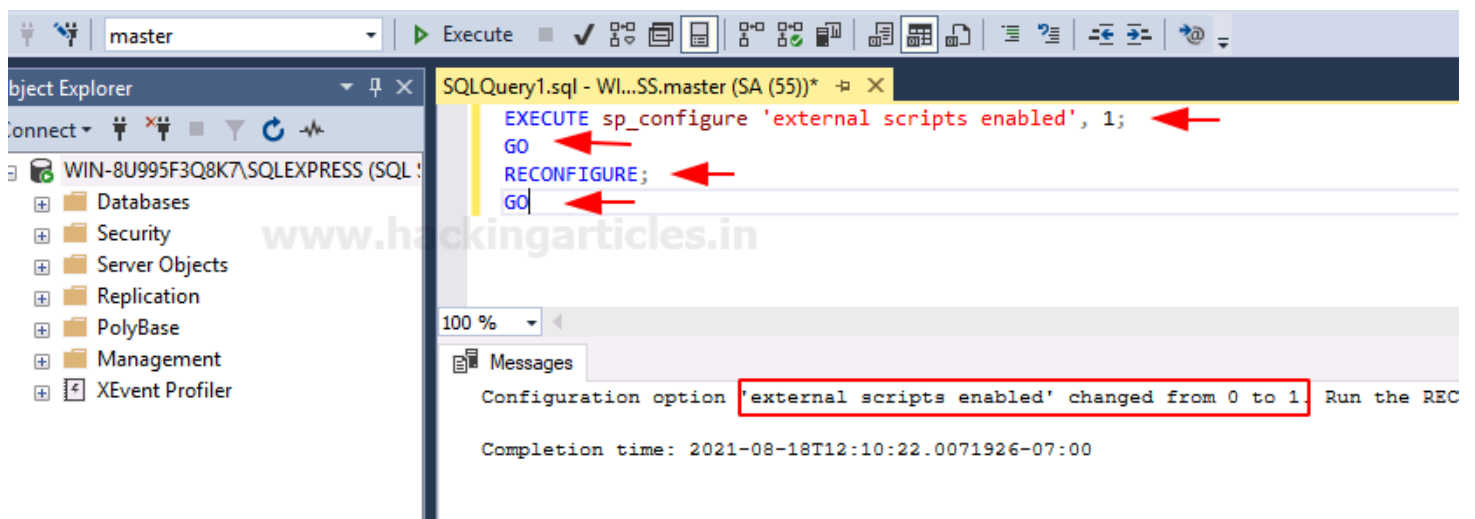 master
Execute
bject Explorer
onnect
WIN-8U995F3Q8K7\SQLEXPRESS (SQL
Databases
Security
Server Objects
Replication
PolyBase
Management
XEvent Profiler
SQLQuery1.sql - WI...SS.master (SA (55))*
EXECUTE sp_configure 'external scripts enabled', 1;
GO
RECONFIGURE;
GO
www.hackingarticles.in
100 %
Messages
Configuration option 'external scripts enabled' changed from 0 to 1. Run the REC
Completion time: 2021-08-18T12:10:22.0071926-07:00